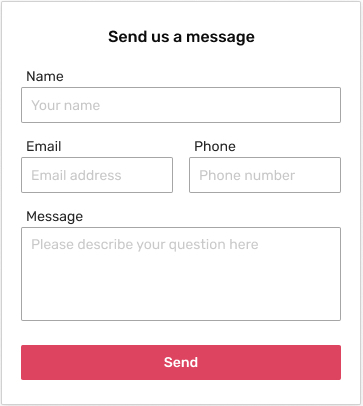 Send us a message
Name
Your name
Email
Phone
Email address
Phone number
Message
Please describe your question here
Send